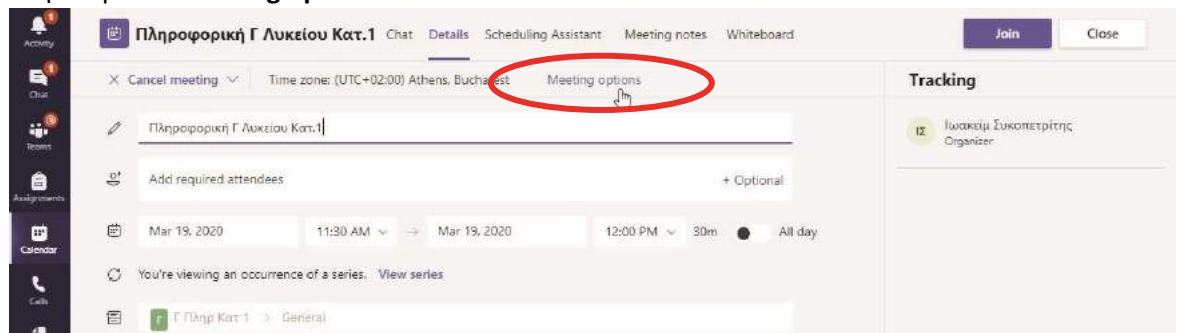 Activity
Πληροφορική Γ Λυκείου Κατ.1 Chat Details Scheduling Assistant Meeting notes Whiteboard
Join Close
Chat
Cancel meeting Time zone: (UTC+02:00) Athens, Bucharest Meeting options
Tracking
Teams
Πληροφορική Γ Λυκείου Κατ.1
ΙΣ Ιωακείμ Συκοπετρίτης
Organizer
Assignments
Add required attendees + Optional
Calendar
Mar 19, 2020 11:30 AM → Mar 19, 2020 12:00 PM 30m All day
You're viewing an occurrence of a series. View series
Calls
Γ Γ Πληρ Κατ 1 > General